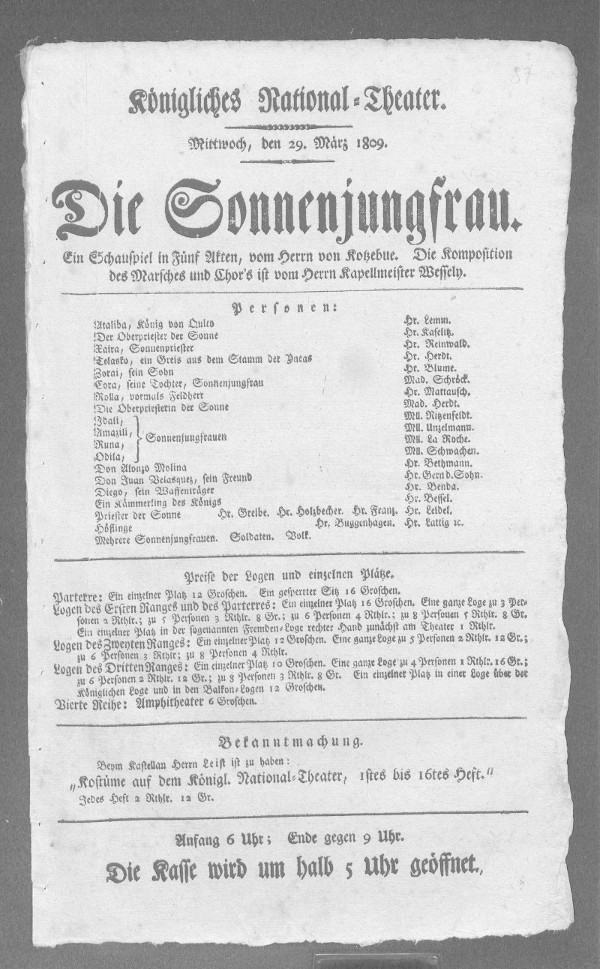 57
Königliches National-Theater.
Mittwoch, den 29. März 1809.
Die Sonnenjungfrau.
Ein Schauspiel in Fünf Akten, vom Herrn von Kotzebue. Die Komposition
des Marsches und Chor's ist vom Herrn Kapellmeister Wessely.
Personen:
Ataliba, König von Quito Hr. Lemm.
Der Oberpriester der Sonne Hr. Kaselitz.
Xaira, Sonnenpriester Hr. Reinwald.
Telasko, ein Greis aus dem Stamm der Yncas Hr. Herdt.
Zorai, sein Sohn Hr. Blume.
Cora, seine Tochter, Sonnenjungfrau Mad. Schröck.
Rolla, vormals Feldherr Hr. Mattausch.
Die Oberpriesterin der Sonne Mad. Herdt.
Idali, Mll. Ritzenfeldt.
Amazili, Mll. Unzelmann.
Sonnenjungfrauen
Runa, Mll. La Roche.
Odila, Mll. Schwachen.
Don Alonzo Molina Hr. Bethmann.
Don Juan Velasquez, sein Freund Hr. Gern d. Sohn.
Diego, sein Waffenträger Hr. Benda.
Ein Kämmerling des Königs Hr. Bessel.
Priester der Sonne Hr. Greibe. Hr. Holzbecher. Hr. Frantz. Hr. Leidel.
Höflinge Hr. Buggenhagen. Hr. Lattig ꝛc.
Mehrere Sonnenjungfrauen. Soldaten. Volk.
Preise der Logen und einzelnen Plätze.
Parterre: Ein einzelner Platz 12 Groschen. Ein gesperrter Sitz 16 Groschen.
Logen des Ersten Ranges und des Parterres: Ein einzelner Platz 16 Groschen. Eine ganze Loge zu 3 Per-
sonen 2 Rthlr.; zu 5 Personen 3 Rthlr. 8 Gr.; zu 6 Personen 4 Rthlr.; zu 8 Personen 5 Rthlr. 8 Gr.
Ein einzelner Platz in der sogenannten Fremden-Loge rechter Hand zunächst am Theater 1 Rthlr.
Logen des Zweyten Ranges: Ein einzelner Platz 12 Groschen. Eine ganze Loge zu 5 Personen 2 Rthlr. 12 Gr.;
zu 6 Personen 3 Rthlr.; zu 8 Personen 4 Rthlr.
Logen des Dritten Ranges: Ein einzelner Platz 10 Groschen. Eine ganze Loge zu 4 Personen 1 Rthlr. 16 Gr.;
zu 6 Personen 2 Rthlr. 12 Gr.; zu 8 Personen 3 Rthlr. 8 Gr. Ein einzelner Platz in einer Loge über der
Königlichen Loge und in den Balkon-Logen 12 Groschen.
Vierte Reihe: Amphitheater 6 Groschen.
Bekanntmachung.
Beym Kastellan Herrn Leist ist zu haben:
„Kostüme auf dem Königl. National-Theater, 1stes bis 16tes Heft.“
Jedes Heft 2 Rthlr. 12 Gr.
Anfang 6 Uhr; Ende gegen 9 Uhr.
Die Kasse wird um halb 5 Uhr geöffnet.